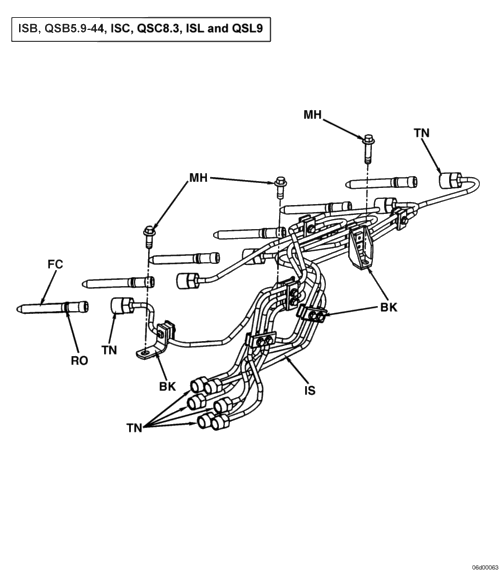 ISB, QSB5.9-44, ISC, QSC8.3, ISL and QSL9
MH
TN
MH
FC
BK
RO
TN
BK
IS
TN
06d00063